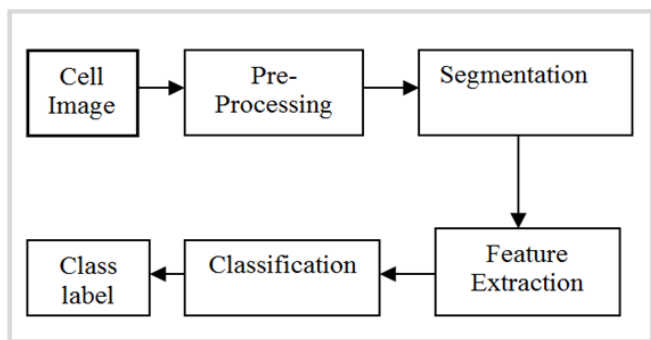 Cell
Image
Pre-
Processing
Segmentation
Feature
Extraction
Classification
Class
label